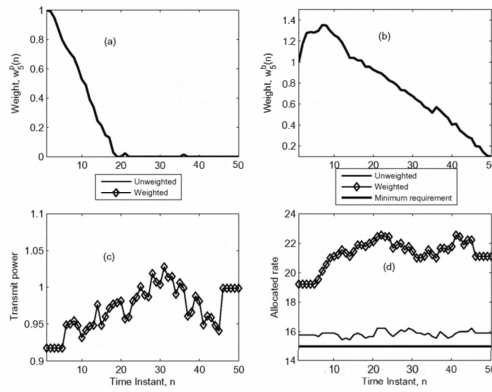 (a)
Weight, w₅ᵖ(n)
1
0.8
0.6
0.4
0.2
0
10 20 30 40 50
(b)
Weight, w₅ᵇ(n)
1.4
1.2
1
0.8
0.6
0.4
0.2
0.1
10 20 30 40 50
Unweighted
Weighted
Unweighted
Weighted
Minimum requirement
(c)
Transmit power
1.1
1.05
1
0.95
0.9
10 20 30 40 50
Time Instant, n
(d)
Allocated rate
24
22
20
18
16
14
10 20 30 40 50
Time Instant, n